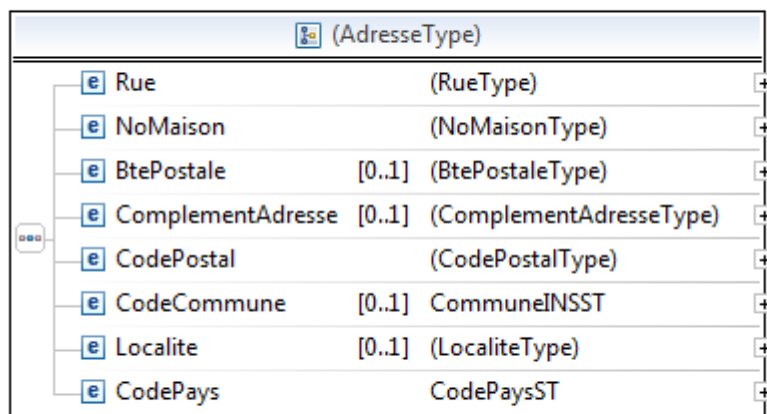 (AdresseType)
e Rue (RueType)
e NoMaison (NoMaisonType)
e BtePostale [0..1] (BtePostaleType)
e ComplementAdresse [0..1] (ComplementAdresseType)
e CodePostal (CodePostalType)
e CodeCommune [0..1] CommuneINSST
e Localite [0..1] (LocaliteType)
e CodePays CodePaysST